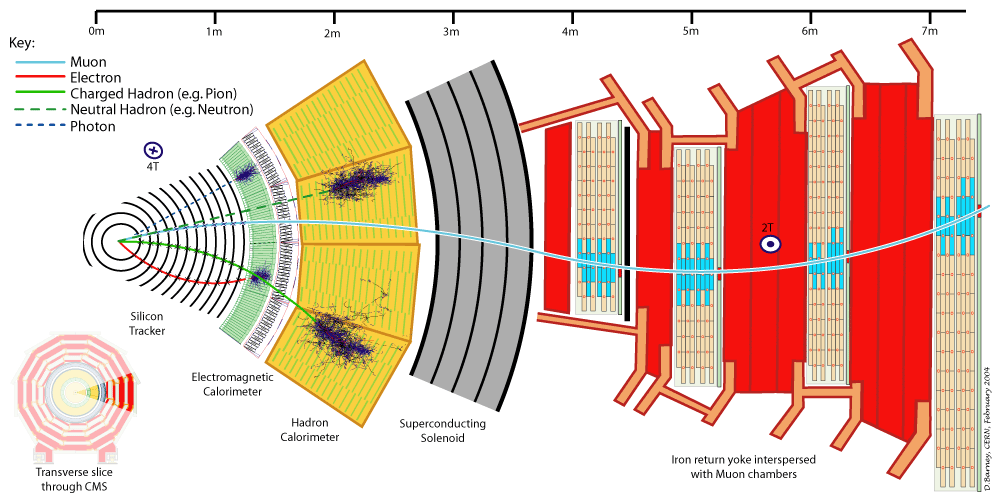 0m 1m 2m 3m 4m 5m 6m 7m
Key:
Muon
Electron
Charged Hadron (e.g. Pion)
Neutral Hadron (e.g. Neutron)
Photon
4T
2T
Silicon
Tracker
Electromagnetic
Calorimeter
Hadron
Calorimeter
Superconducting
Solenoid
Iron return yoke interspersed
with Muon chambers
Transverse slice
through CMS
D.Barney, CERN, February 2004